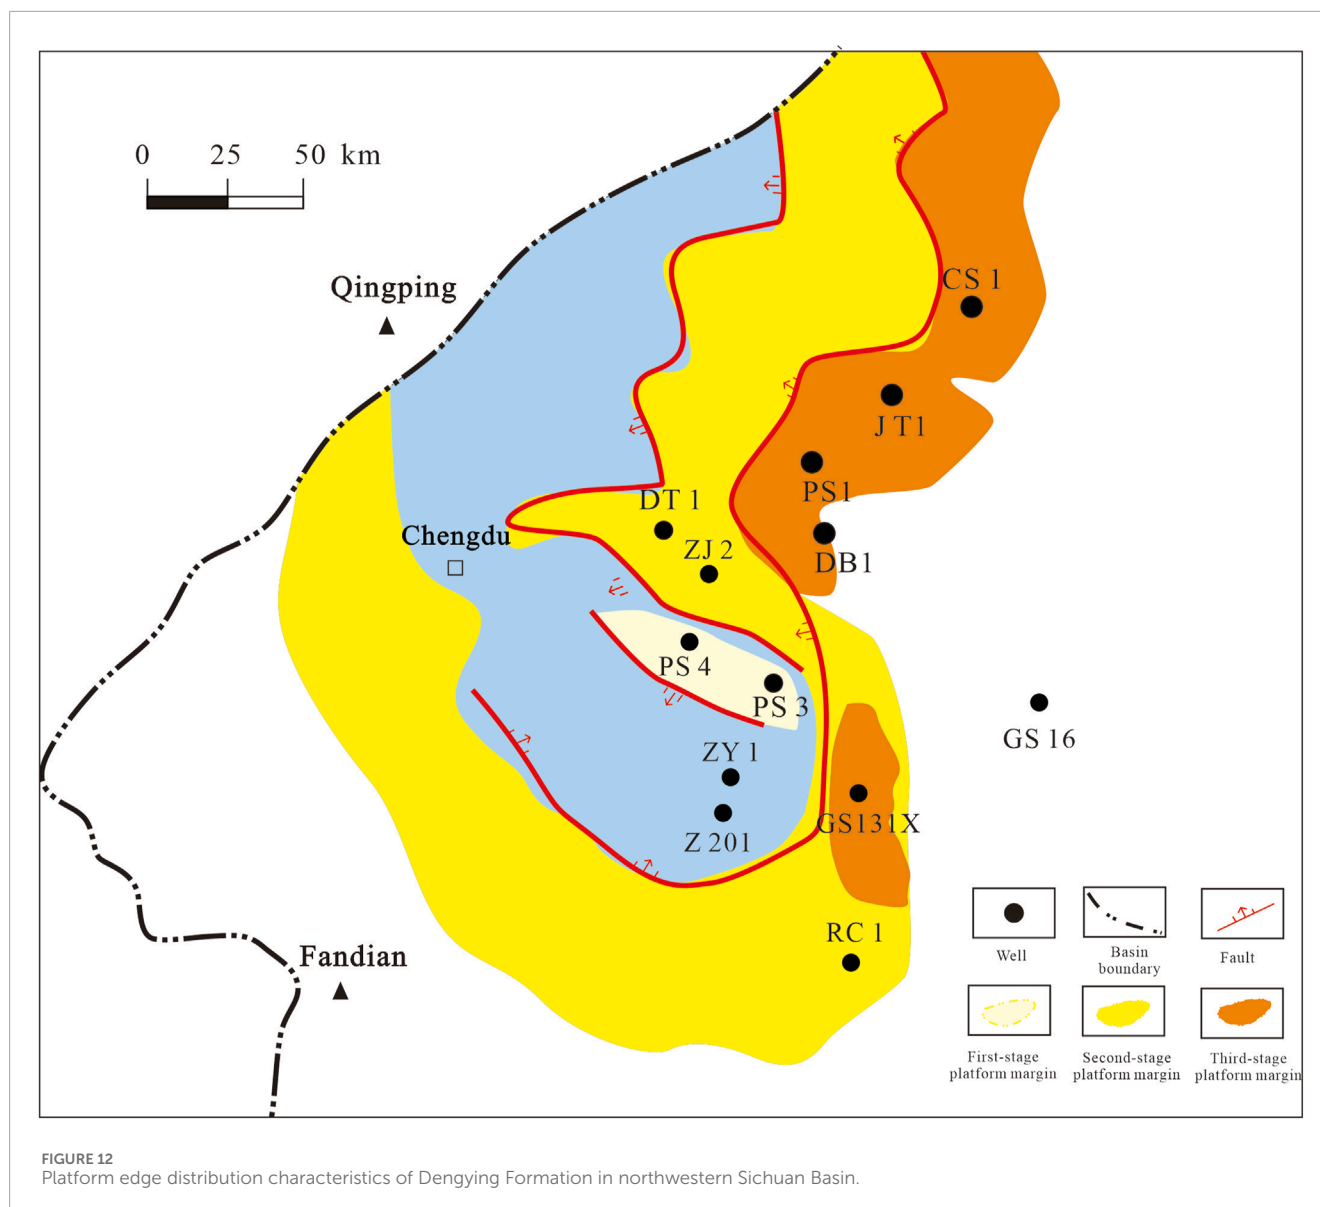 0 25 50 km
Qingping
CS 1
JT1
PS1
DT 1
Chengdu
ZJ 2
DB1
PS 4
PS 3
GS 16
ZY 1
GS131X
Z 201
RC 1
Fandian
Well
Basin
boundary
Fault
First-stage
platform margin
Second-stage
platform margin
Third-stage
platform margin
FIGURE 12
Platform edge distribution characteristics of Dengying Formation in northwestern Sichuan Basin.